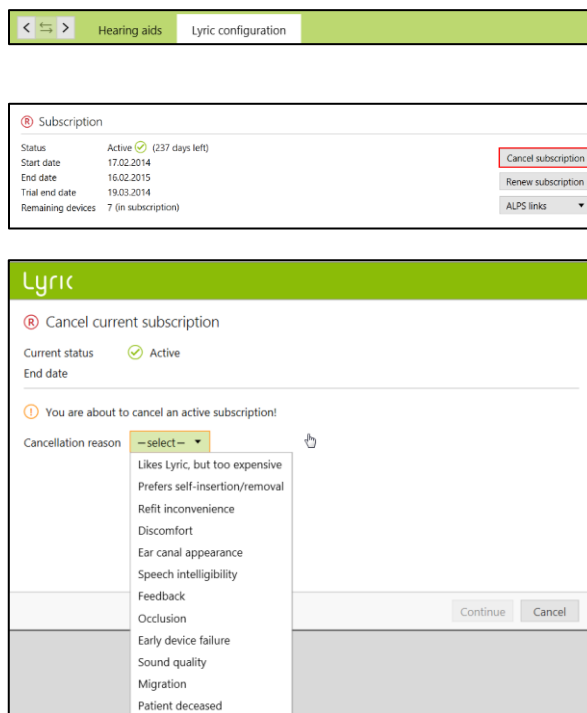 Hearing aids Lyric configuration
R Subscription
Status Active (237 days left)
Start date 17.02.2014
End date 16.02.2015
Trial end date 19.03.2014
Remaining devices 7 (in subscription)
Cancel subscription
Renew subscription
ALPS links
Lyric
R Cancel current subscription
Current status Active
End date
You are about to cancel an active subscription!
Cancellation reason —select—
Likes Lyric, but too expensive
Prefers self-insertion/removal
Refit inconvenience
Discomfort
Ear canal appearance
Speech intelligibility
Feedback
Occlusion
Early device failure
Sound quality
Migration
Patient deceased
Continue Cancel